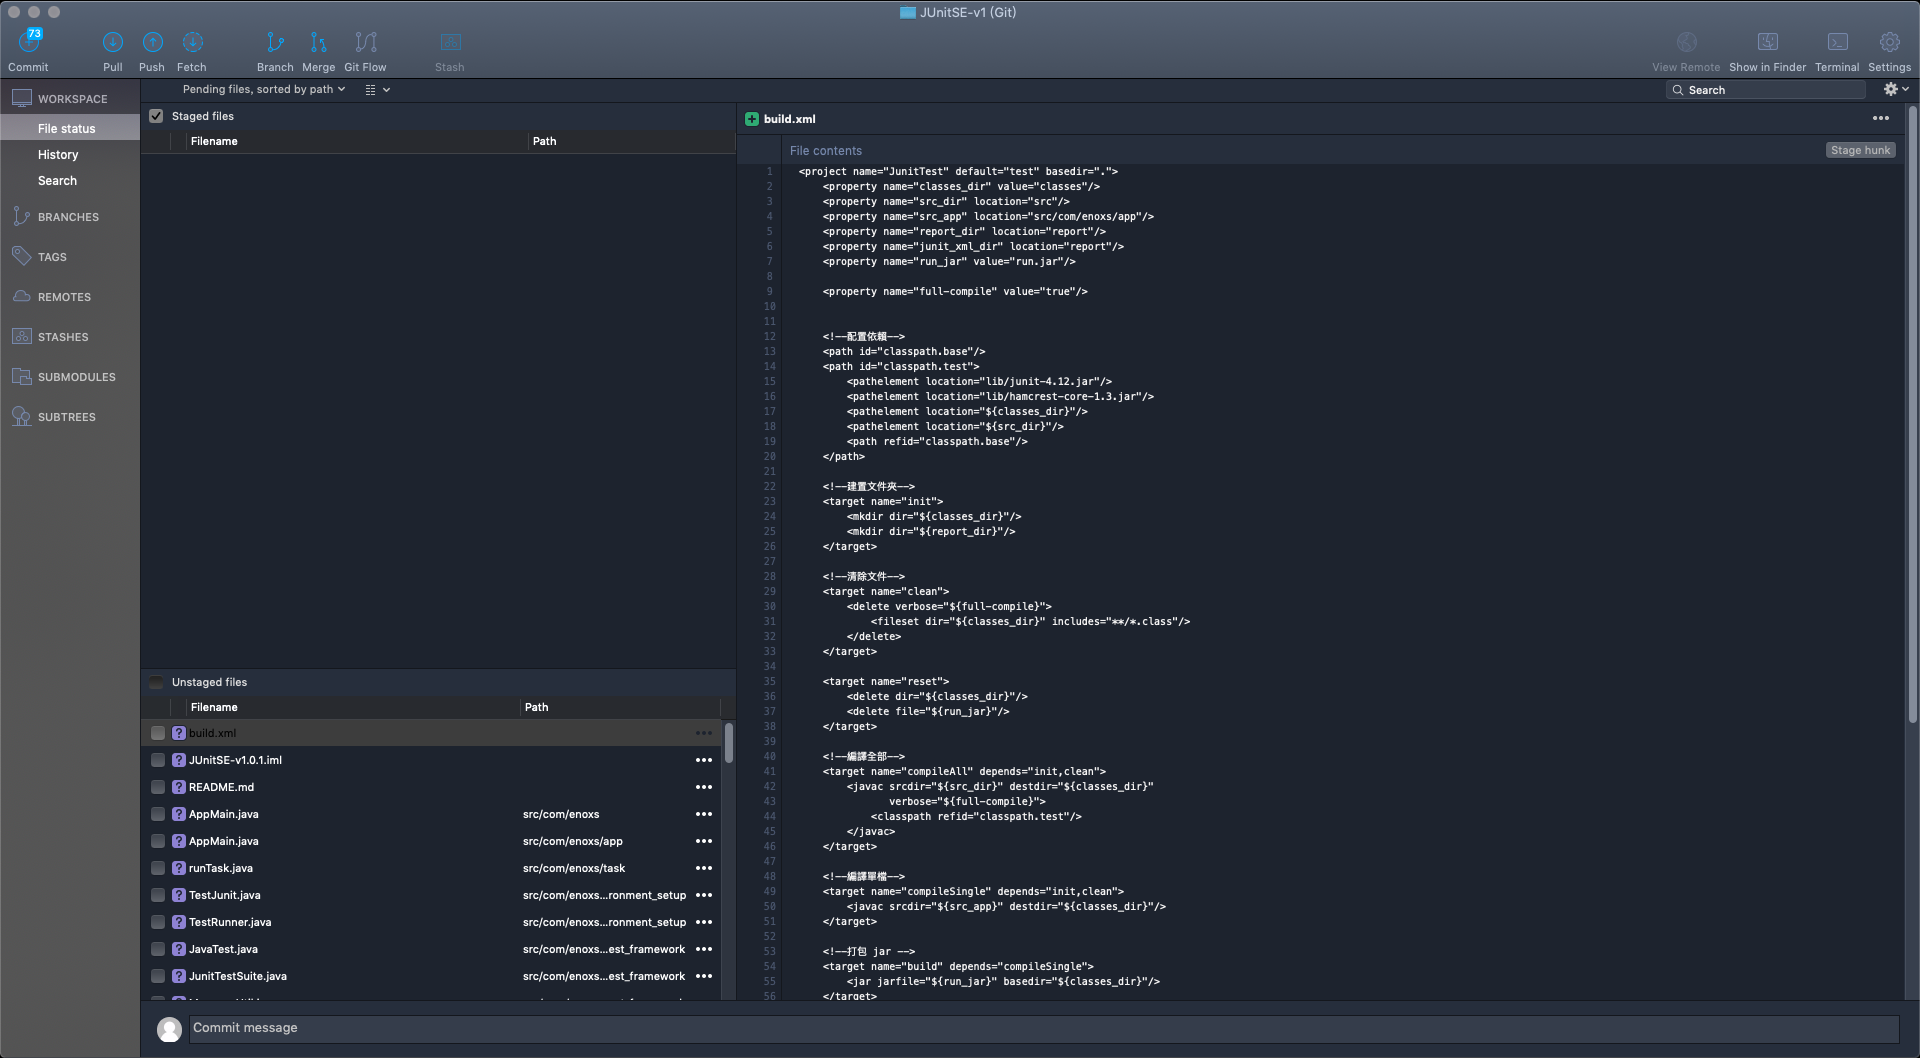 JUnitSE-v1 (Git)
73
Commit
Pull
Push
Fetch
Branch
Merge
Git Flow
Stash
View Remote
Show in Finder
Terminal
Settings
Pending files, sorted by path
Search
WORKSPACE
File status
History
Search
BRANCHES
TAGS
REMOTES
STASHES
SUBMODULES
SUBTREES
Staged files
Filename Path
Unstaged files
Filename Path
build.xml
JUnitSE-v1.0.1.iml
README.md
AppMain.java src/com/enoxs
AppMain.java src/com/enoxs/app
runTask.java src/com/enoxs/task
TestJunit.java src/com/enoxs...ronment_setup
TestRunner.java src/com/enoxs...ronment_setup
JavaTest.java src/com/enoxs...est_framework
JunitTestSuite.java src/com/enoxs...est_framework
build.xml
File contents
Stage hunk
1 <project name="JunitTest" default="test" basedir=".">
2 <property name="classes_dir" value="classes"/>
3 <property name="src_dir" location="src"/>
4 <property name="src_app" location="src/com/enoxs/app"/>
5 <property name="report_dir" location="report"/>
6 <property name="junit_xml_dir" location="report"/>
7 <property name="run_jar" value="run.jar"/>
8
9 <property name="full-compile" value="true"/>
10
11
12 <!--配置依賴-->
13 <path id="classpath.base"/>
14 <path id="classpath.test">
15 <pathelement location="lib/junit-4.12.jar"/>
16 <pathelement location="lib/hamcrest-core-1.3.jar"/>
17 <pathelement location="${classes_dir}"/>
18 <pathelement location="${src_dir}"/>
19 <path refid="classpath.base"/>
20 </path>
21
22 <!--建置文件夾-->
23 <target name="init">
24 <mkdir dir="${classes_dir}"/>
25 <mkdir dir="${report_dir}"/>
26 </target>
27
28 <!--清除文件-->
29 <target name="clean">
30 <delete verbose="${full-compile}">
31 <fileset dir="${classes_dir}" includes="**/*.class"/>
32 </delete>
33 </target>
34
35 <target name="reset">
36 <delete dir="${classes_dir}"/>
37 <delete file="${run_jar}"/>
38 </target>
39
40 <!--編譯全部-->
41 <target name="compileAll" depends="init,clean">
42 <javac srcdir="${src_dir}" destdir="${classes_dir}"
43 verbose="${full-compile}">
44 <classpath refid="classpath.test"/>
45 </javac>
46 </target>
47
48 <!--編譯單檔-->
49 <target name="compileSingle" depends="init,clean">
50 <javac srcdir="${src_app}" destdir="${classes_dir}"/>
51 </target>
52
53 <!--打包 jar -->
54 <target name="build" depends="compileSingle">
55 <jar jarfile="${run_jar}" basedir="${classes_dir}"/>
56 </target>
Commit message